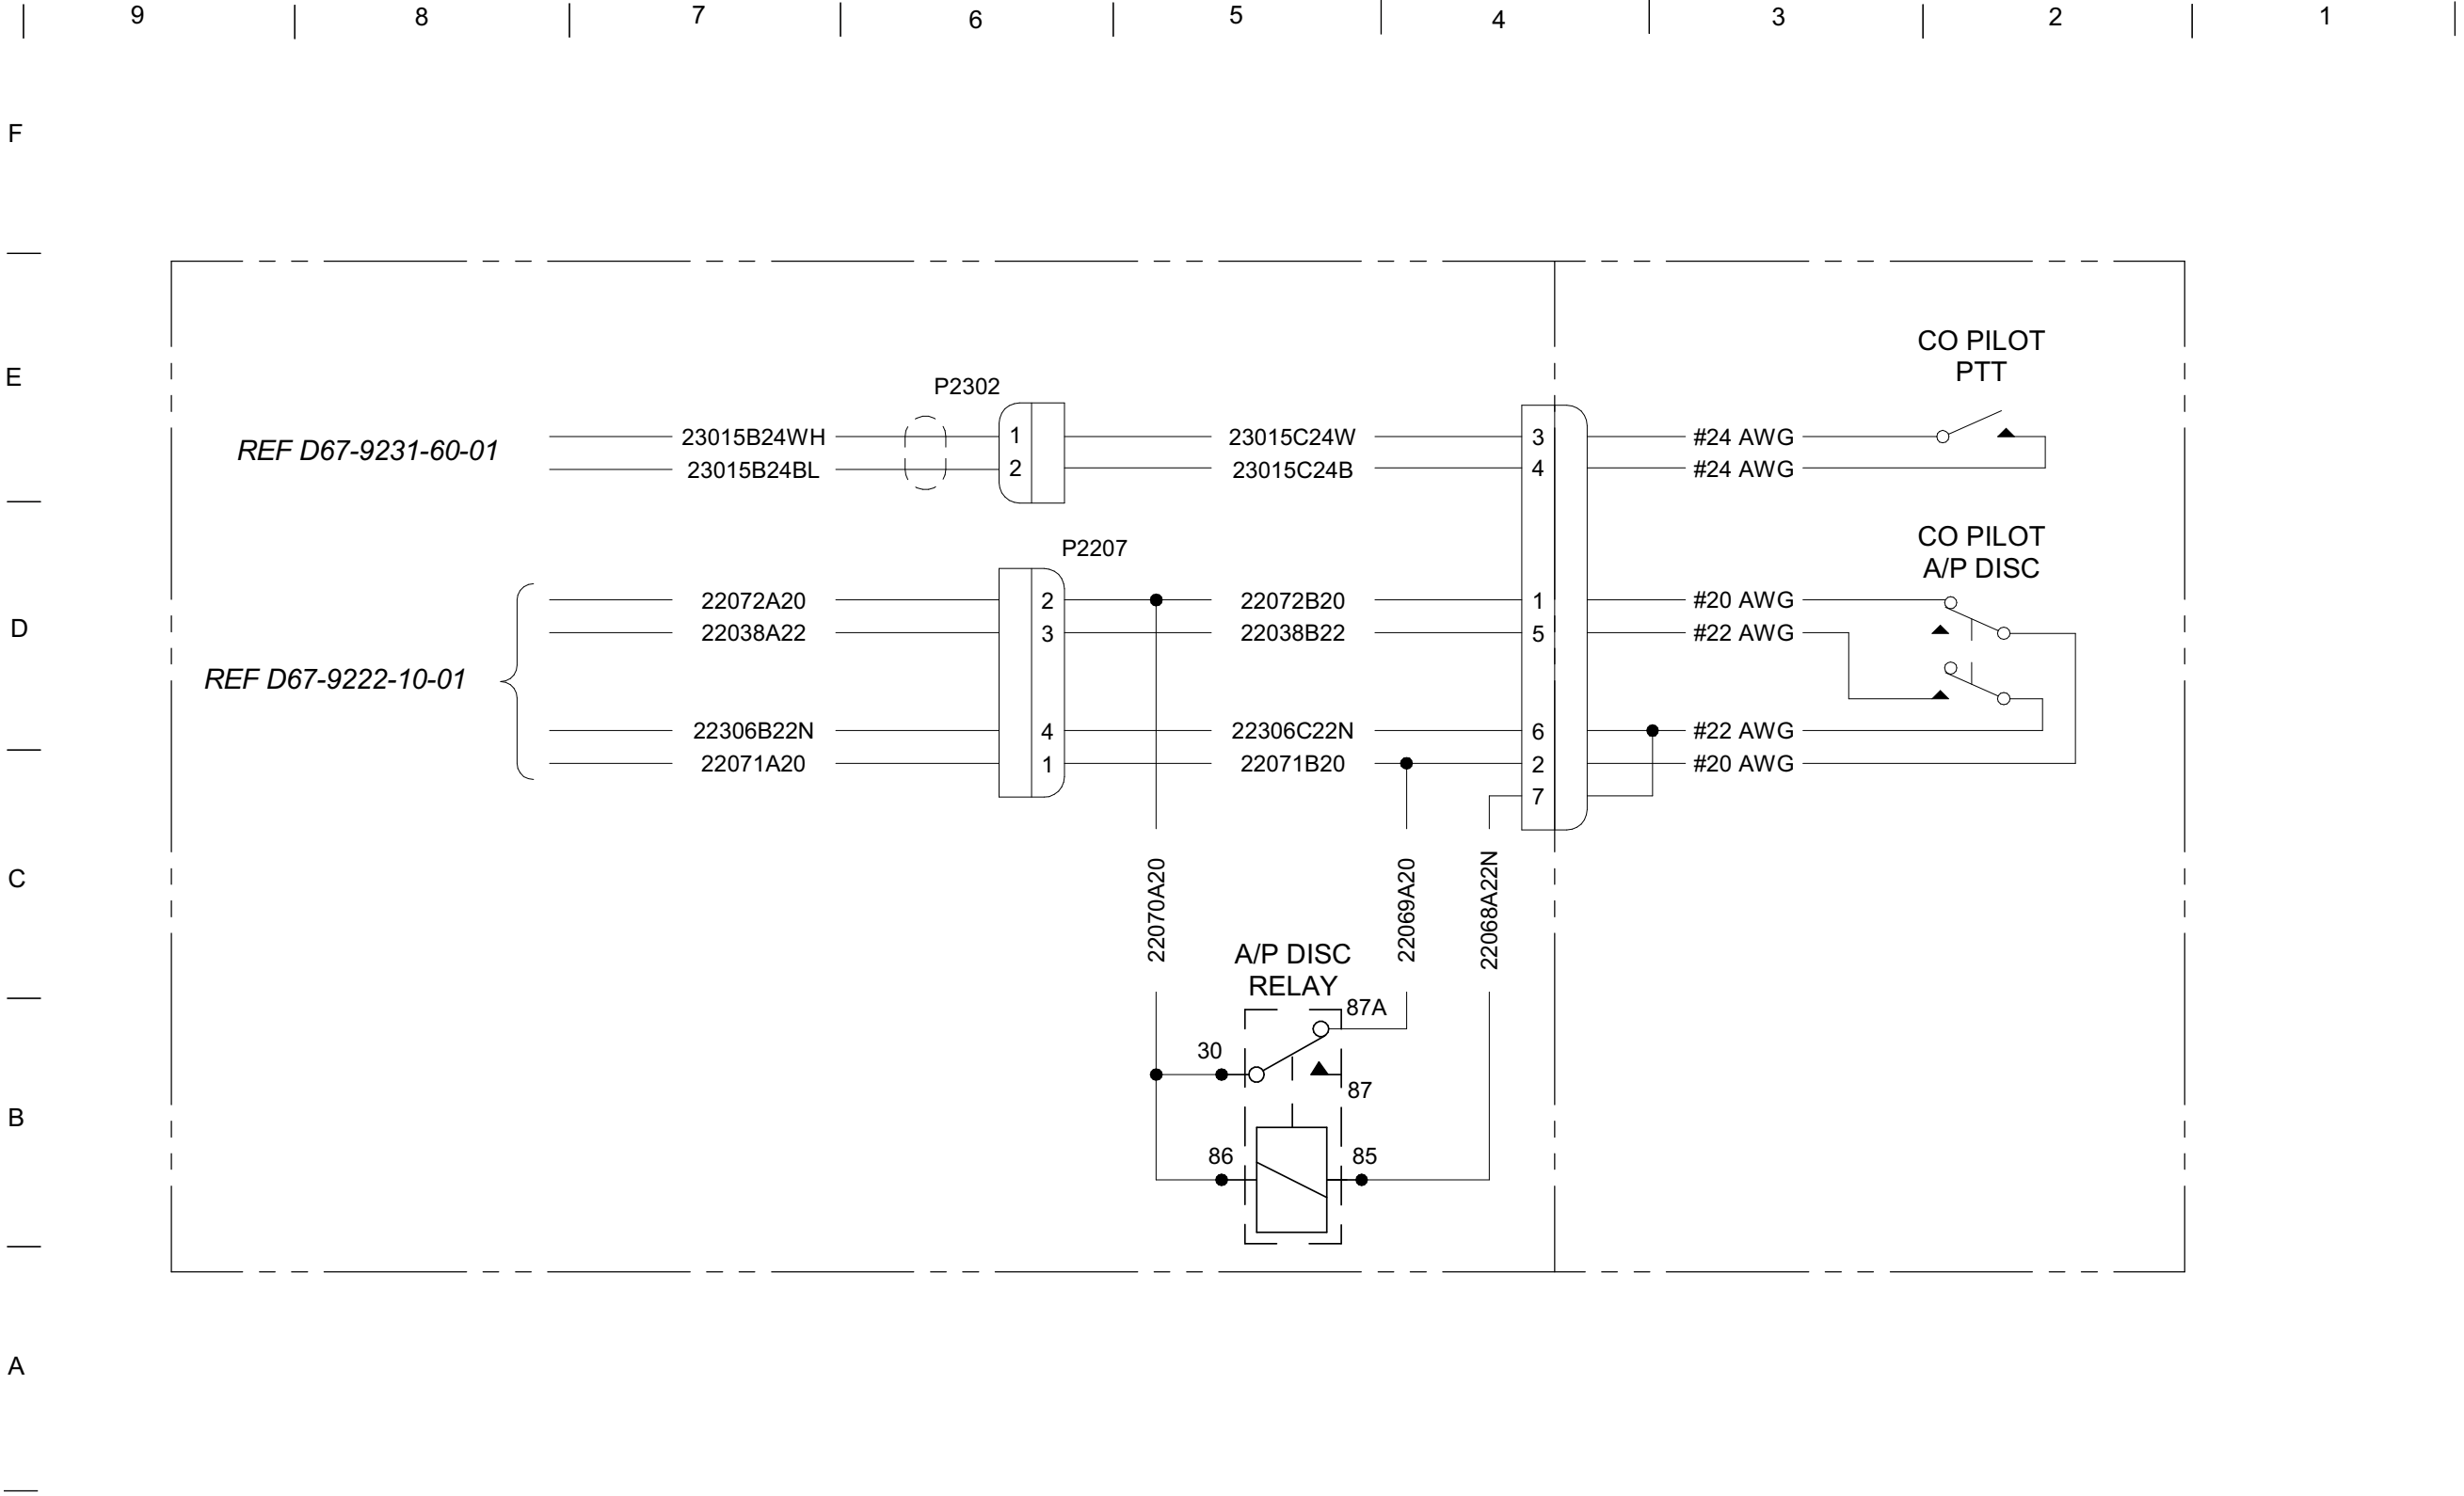 9 8 7 6 5 4 3 2 1
F
E
D
C
B
A
CO PILOT
PTT
P2302
REF D67-9231-60-01
23015B24WH 1 23015C24W 3 #24 AWG
23015B24BL 2 23015C24B 4 #24 AWG
P2207
CO PILOT
A/P DISC
22072A20 2 22072B20 1 #20 AWG
22038A22 3 22038B22 5 #22 AWG
REF D67-9222-10-01
22306B22N 4 22306C22N 6 #22 AWG
22071A20 1 22071B20 2 #20 AWG
7
22070A20
22069A20
22068A22N
A/P DISC
RELAY
87A
30
87
86 85